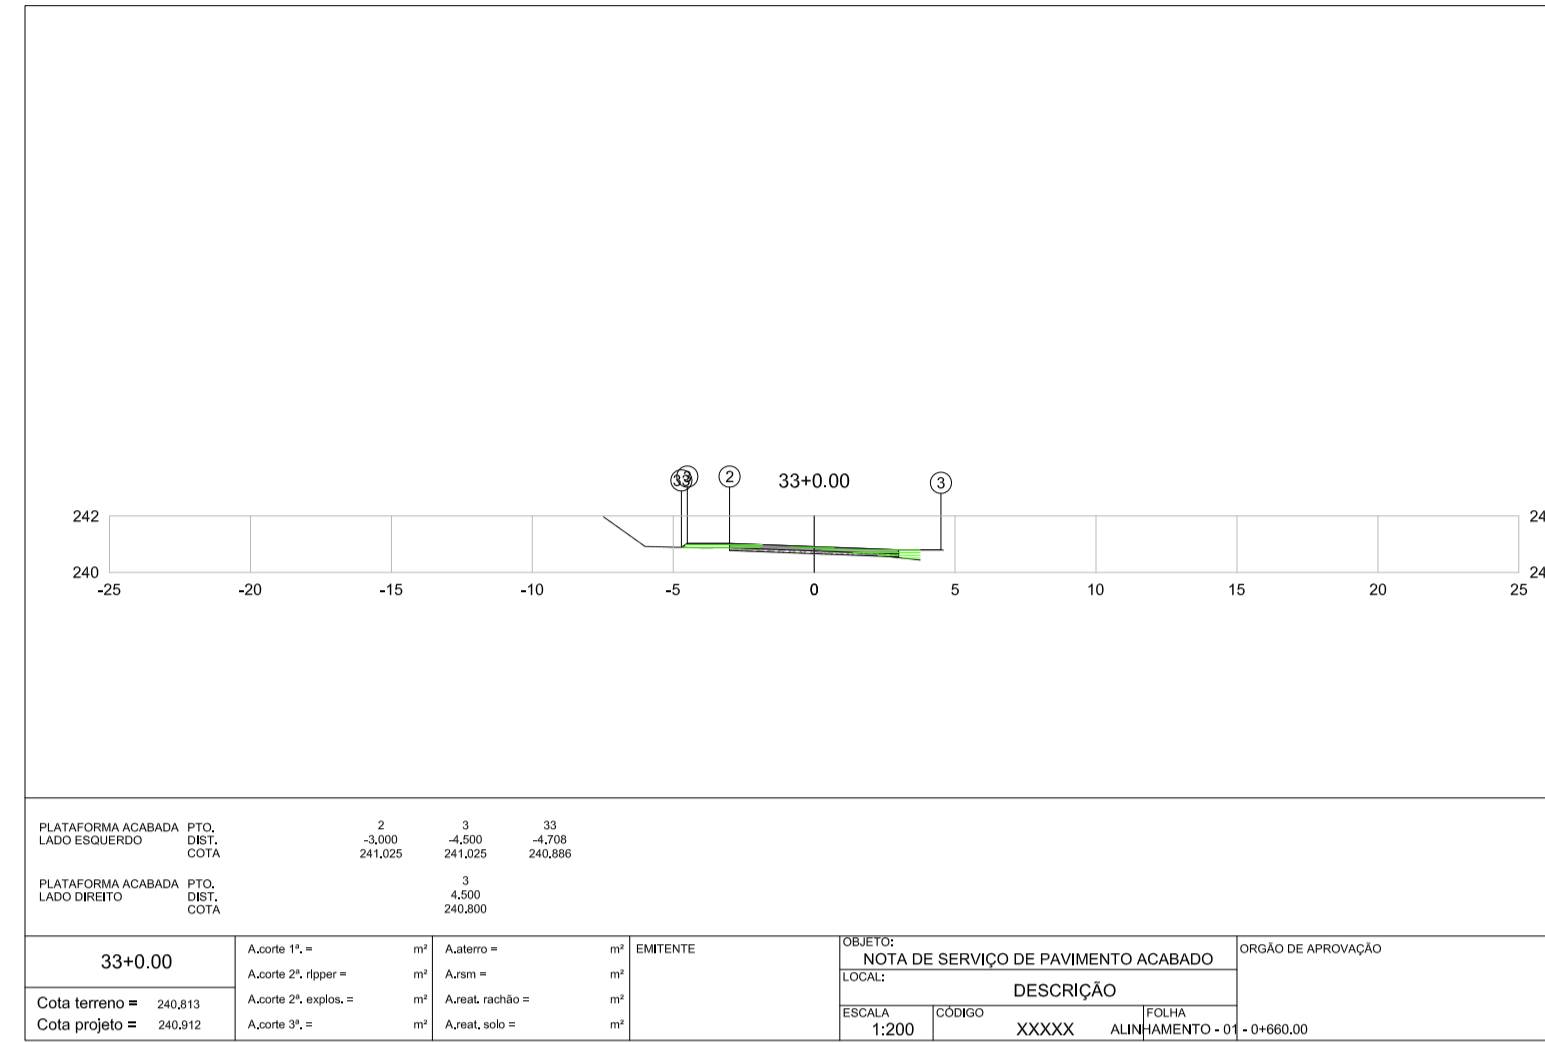 33 3 2 33+0.00 3
242 24
240 24
-25 -20 -15 -10 -5 0 5 10 15 20 25
PLATAFORMA ACABADA PTO. 2 3 33
LADO ESQUERDO DIST. -3.000 -4.500 -4.708
COTA 241.025 241.025 240.886
PLATAFORMA ACABADA PTO. 3
LADO DIREITO DIST. 4.500
COTA 240.800
33+0.00
Cota terreno = 240.813
Cota projeto = 240.912
A.corte 1ª. = m²
A.corte 2ª. ripper = m²
A.corte 2ª. explos. = m²
A.corte 3ª. = m²
A.aterro = m²
A.rsm = m²
A.reat. rachão = m²
A.reat. solo = m²
EMITENTE
OBJETO:
NOTA DE SERVIÇO DE PAVIMENTO ACABADO
LOCAL:
DESCRIÇÃO
ESCALA
1:200
CÓDIGO
XXXXX
FOLHA
ALINHAMENTO - 01 - 0+660.00
ORGÃO DE APROVAÇÃO